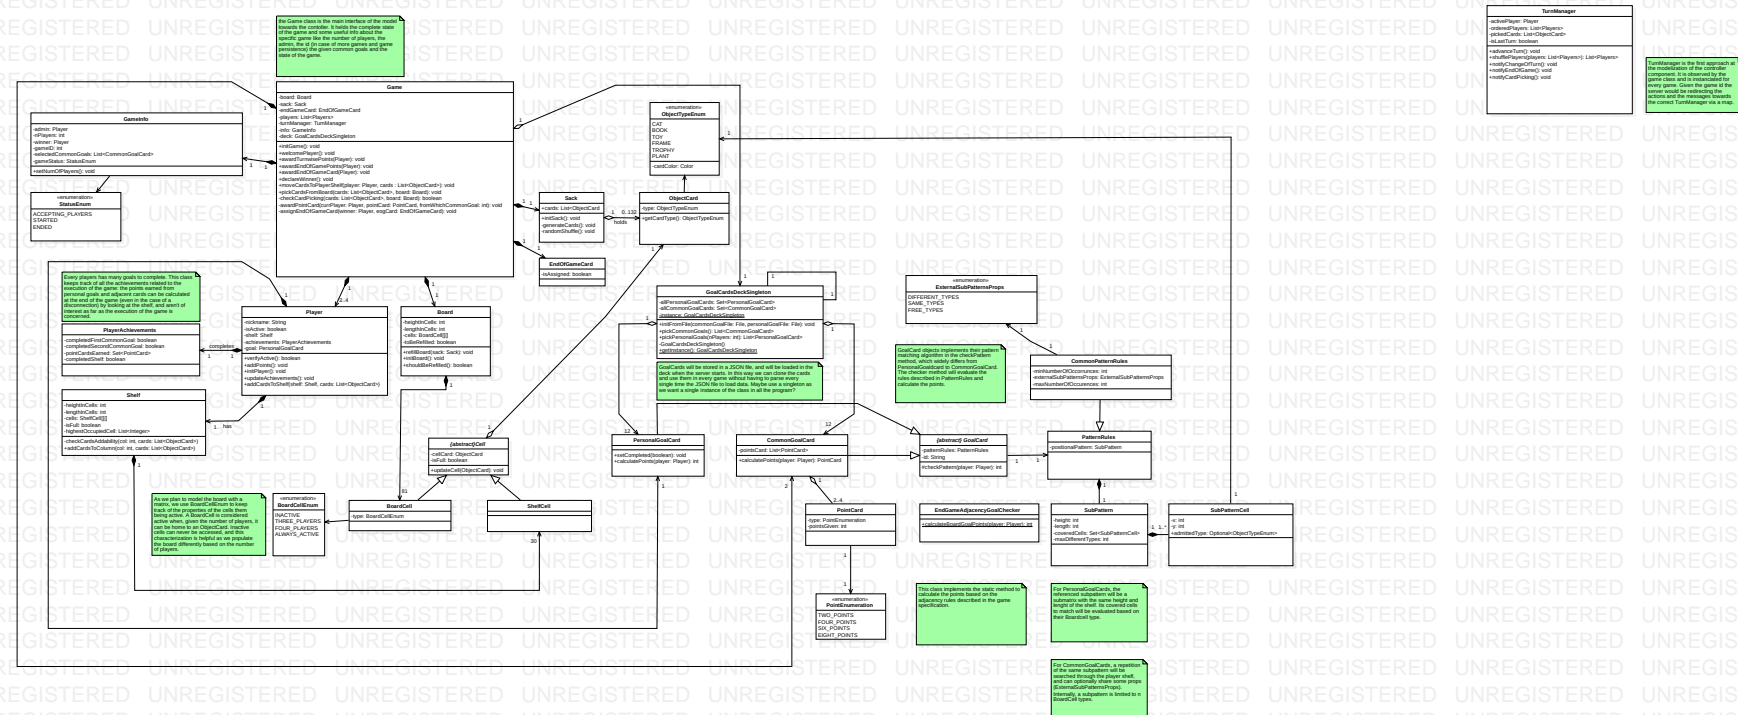 the Game class is the main interface of the model
towards the contoller. It helds the complete state
of the game and some useful info about the
specific game like the number of players, the
admin, the id (in case of more games and game
persistence) the given common goals and the
state of the game.
TurnManager
-activePlayer: Player
-orderedPlayers: List<Players>
-pickedCards: List<ObjectCard>
-isLastTurn: boolean
+advanceTurn(): void
+shufflePlayers(players: List<Players>): List<Players>
+notifyChangeOfTurn(): void
+notifyEndOfGame(): void
+notifyCardPicking(): void
TurnManager is the first approach at
the modelization of the controller
component. It is observed by the
game class and is instanciated for
every game. Given the game id the
server would be redirecting the
actions and the messages towards
the correct TurnManager via a map.
Game
-board: Board
-sack: Sack
-endGameCard: EndOfGameCard
-players: List<Players>
-turnManager: TurnManager
-info: GameInfo
-deck: GoalCardsDeckSingleton
+initGame(): void
+welcomePlayer(): void
+awardTurnwisePoints(Player): void
+awardEndOfGamePoints(Player): void
+awardEndOfGameCard(Player): void
+declareWinner(): void
+moveCardsToPlayerShelf(player: Player, cards : List<ObjectCard>): void
+pickCardsFromBoard(cards: List<ObjectCard>, board: Board): void
-checkCardPicking(cards: List<ObjectCard>, board: Board): boolean
-awardPointCard(currPlayer: Player, pointCard: PointCard, fromWhichCommonGoal: int): void
-assignEndOfGameCard(winner: Player, eogCard: EndOfGameCard): void
GameInfo
-admin: Player
-nPlayers: int
-winner: Player
-gameID: int
-selectedCommonGoals: List<CommonGoalCard>
-gameStatus: StatusEnum
+setNumOfPlayers(): void
«enumeration»
StatusEnum
ACCEPTING_PLAYERS
STARTED
ENDED
«enumeration»
ObjectTypeEnum
CAT
BOOK
TOY
FRAME
TROPHY
PLANT
-cardColor: Color
Sack
+cards: List<ObjectCard
+initSack(): void
-generateCards(): void
-randomShuffle(): void
1
0..132
holds
ObjectCard
-type: ObjectTypeEnum
+getCardType(): ObjectTypeEnum
EndOfGameCard
-isAssigned: boolean
Every players has many goals to complete. This class
keeps track of all the achievements related to the
execution of the game: the points earned from
personal goals and adjacent cards can be calculated
at the end of the game (even in the case of a
disconnection) by looking at the shelf, and aren't of
interest as far as the execution of the game is
concerned.
PlayerAchievements
-completedFirstCommonGoal: boolean
-completedSecondCommonGoal: boolean
-pointCardsEarned: Set<PointCard>
-completedShelf: boolean
completes
Player
-nickname: String
-isActive: boolean
-shelf: Shelf
-achievements: PlayerAchievements
-goal: PersonalGoalCard
+verifyActive(): boolean
+addPoints(): void
+initPlayer(): void
+updateAchievements(): void
+addCardsToShelf(shelf: Shelf, cards: List<ObjectCard>)
Board
-heightInCells: int
-lengthInCells: int
-cells: BoardCell[][]
-toBeRefilled: boolean
+refillBoard(sack: Sack): void
+initBoard(): void
+shouldBeRefilled(): boolean
GoalCardsDeckSingleton
-allPersonalGoalCards: Set<PersonalGoalCard>
-allCommonGoalCards: Set<CommonGoalCard>
-instance: GoalCardsDeckSingleton
+initFromFile(commonGoalFile: File, personalGoalFile: File): void
+pickCommonGoals(): List<CommonGoalCard>
+pickPersonalGoals(nPlayers: int): List<PersonalGoalCard>
-GoalCardsDeckSingleton()
+getInstance(): GoalCardsDeckSingleton
GoalCards will be stored in a JSON file, and will be loaded in the
deck when the server starts. In this way we can clone the cards
and use them in every game without having to parse every
single time the JSON file to load data. Maybe use a singleton as
we want a single instance of the class in all the program?
«enumeration»
ExternalSubPatternsProps
DIFFERENT_TYPES
SAME_TYPES
FREE_TYPES
GoalCard objects implements their pattern
matching algorithm in the checkPattern
method, which widely differs from
PersonalGoaldcard to CommonGoalCard.
The checker method will evaluate the
rules described in PatternRules and
calculate the points.
CommonPatternRules
-minNumberOfOccorunces: int
-externalSubPatternsProps: ExternalSubPatternsProps
-maxNumberOfOccurences: int
Shelf
-heightInCells: int
-lengthInCells: int
-cells: ShelfCell[][]
-isFull: boolean
-highestOccupiedCell: List<Integer>
-checkCardsAddability(col: int, cards: List<ObjectCard>)
+addCardsToColumn(col: int, cards: List<ObjectCard>)
has
{abstract}Cell
-cellCard: ObjectCard
-isFull: boolean
+updateCell(ObjectCard): void
PersonalGoalCard
+setCompleted(boolean): void
+calculatePoints(player: Player): int
CommonGoalCard
-pointsCard: List<PointCard>
+calculatePoints(player: Player): PointCard
{abstract} GoalCard
-patternRules: PatternRules
-id: String
#checkPattern(player: Player): int
PatternRules
-positionalPattern: SubPattern
As we plan to model the board with a
matrix, we use BoardCellEnum to keep
track of the properties of the cells them
being active. A BoardCell is considered
active when, given the number of players, it
can be home to an ObjectCard. Inactive
cells can never be accessed, and this
characterization is helpful as we populate
the board differently based on the number
of players.
«enumeration»
BoardCellEnum
INACTIVE
THREE_PLAYERS
FOUR_PLAYERS
ALWAYS_ACTIVE
81
BoardCell
-type: BoardCellEnum
ShelfCell
30
2..4
PointCard
-type: PointEnumeration
-pointsGiven: int
EndGameAdjacencyGoalChecker
+calculateBoardGoalPoints(player: Player): int
SubPattern
-height: int
-length: int
-coveredCells: Set<SubPatternCell>
-maxDifferentTypes: int
SubPatternCell
-x: int
-y: int
+admittedType: Optional<ObjectTypeEnum>
«enumeration»
PointEnumeration
TWO_POINTS
FOUR_POINTS
SIX_POINTS
EIGHT_POINTS
This class implements the static method to
calculate the points based on the
adjacency rules described in the game
specification.
For PersonalGoalCards, the
referenced subpattern will be a
submatrix with the same height and
lenght of the shelf. Its covered cells
to match will be evaluated based on
their Boardcell type.
For CommonGoalCards, a repetition
of the same subpattern will be
searched through the player shelf,
and can optionally share some props
(ExternalSubPatternsProps).
Internally, a subpattern is limited to n
BoardCell types.